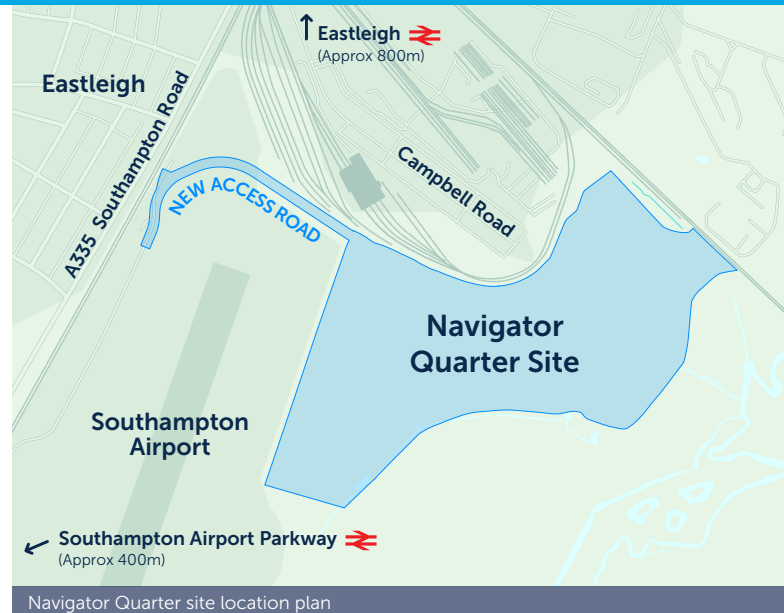 Eastleigh
(Approx 800m)
Eastleigh
A335 Southampton Road
Campbell Road
NEW ACCESS ROAD
Navigator
Quarter Site
Southampton
Airport
Southampton Airport Parkway
(Approx 400m)
Navigator Quarter site location plan